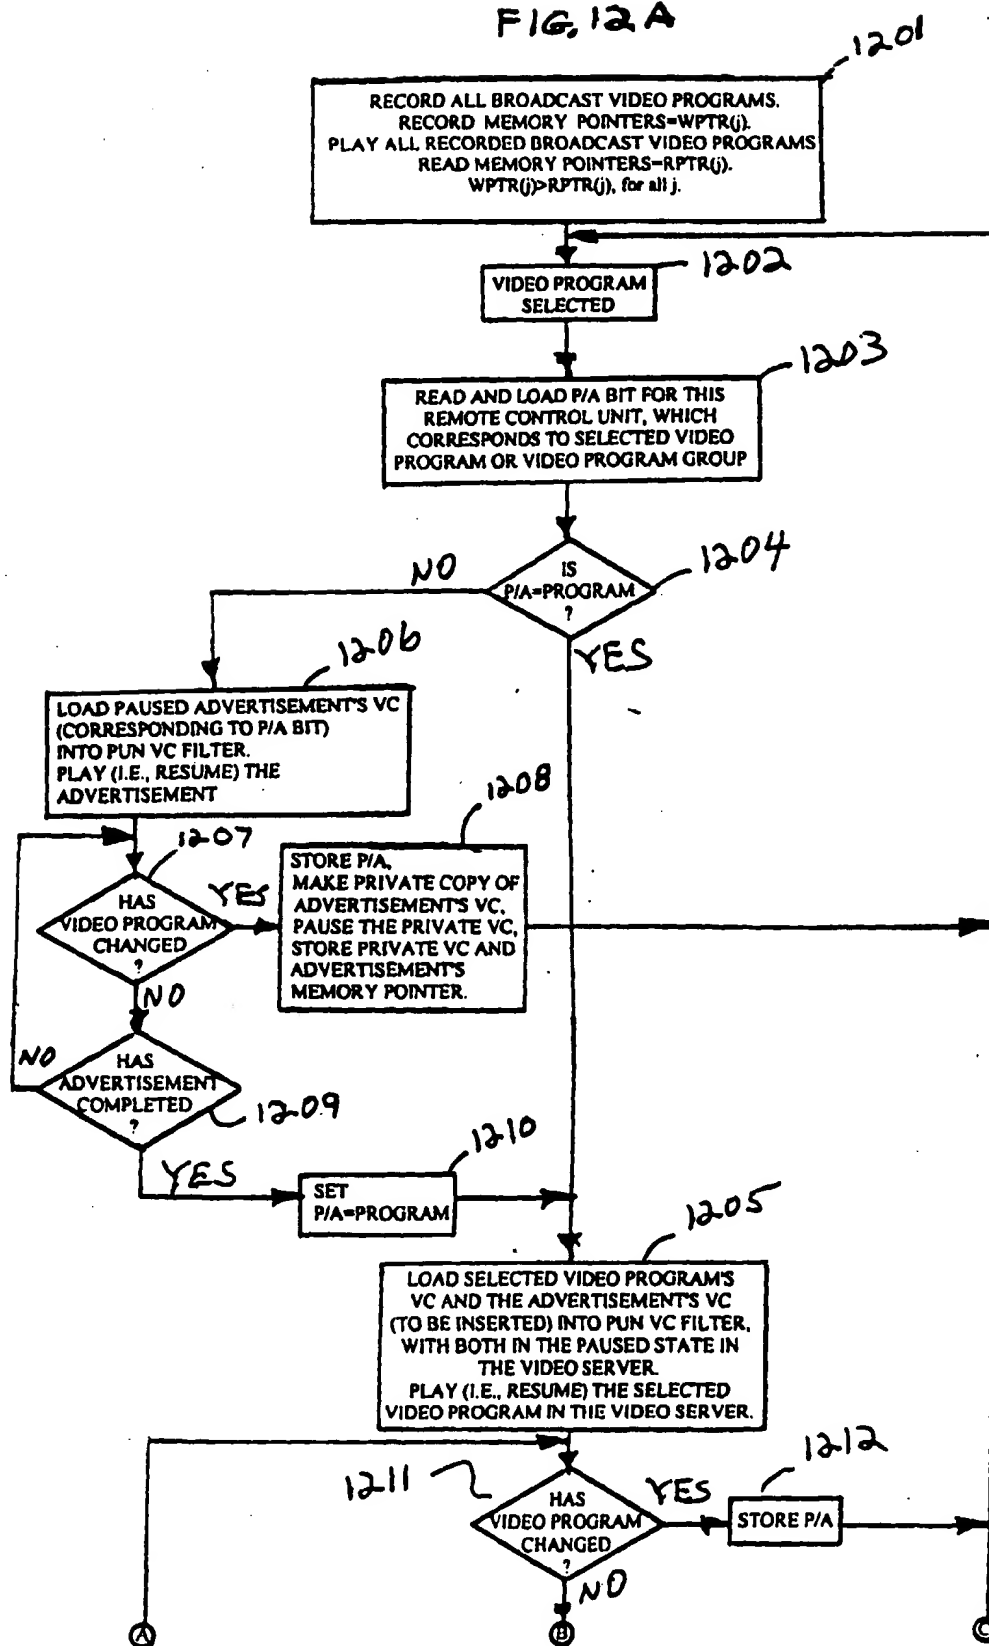 FIG. 12A
1201
RECORD ALL BROADCAST VIDEO PROGRAMS.
RECORD MEMORY POINTERS=WPTR(j).
PLAY ALL RECORDED BROADCAST VIDEO PROGRAMS
READ MEMORY POINTERS=RPTR(j).
WPTR(j)>RPTR(j), for all j.
1202
VIDEO PROGRAM
SELECTED
1203
READ AND LOAD P/A BIT FOR THIS
REMOTE CONTROL UNIT, WHICH
CORRESPONDS TO SELECTED VIDEO
PROGRAM OR VIDEO PROGRAM GROUP
1204
IS
P/A=PROGRAM
?
NO
YES
1206
LOAD PAUSED ADVERTISEMENT'S VC
(CORRESPONDING TO P/A BIT)
INTO PUN VC FILTER.
PLAY (I.E., RESUME) THE
ADVERTISEMENT
1207
HAS
VIDEO PROGRAM
CHANGED
?
YES
NO
1208
STORE P/A,
MAKE PRIVATE COPY OF
ADVERTISEMENT'S VC,
PAUSE THE PRIVATE VC,
STORE PRIVATE VC AND
ADVERTISEMENT'S
MEMORY POINTER.
NO
HAS
ADVERTISEMENT
COMPLETED
?
1209
YES
1210
SET
P/A=PROGRAM
1205
LOAD SELECTED VIDEO PROGRAM'S
VC AND THE ADVERTISEMENT'S VC
(TO BE INSERTED) INTO PUN VC FILTER,
WITH BOTH IN THE PAUSED STATE IN
THE VIDEO SERVER.
PLAY (I.E., RESUME) THE SELECTED
VIDEO PROGRAM IN THE VIDEO SERVER.
1211
HAS
VIDEO PROGRAM
CHANGED
?
YES
NO
1212
STORE P/A
A
B
C